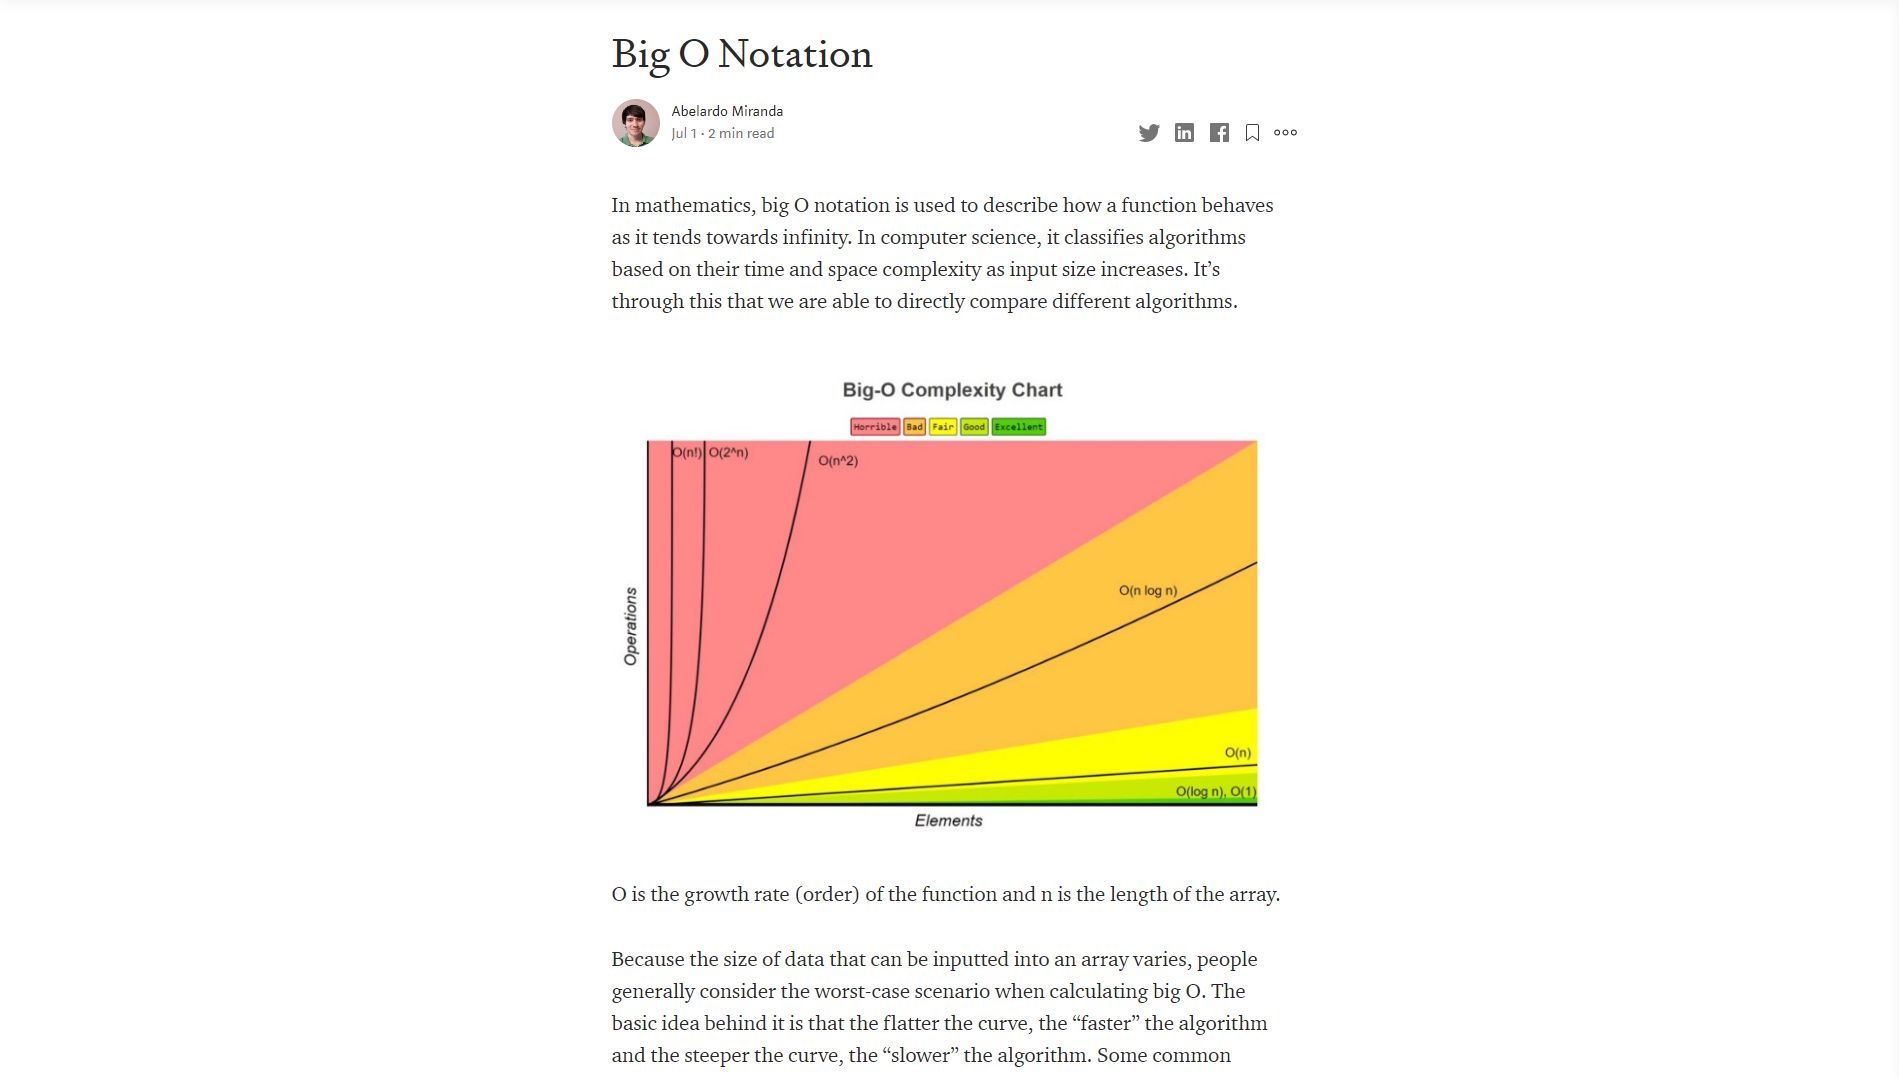 Big O Notation
Abelardo Miranda
Jul 1 · 2 min read
In mathematics, big O notation is used to describe how a function behaves
as it tends towards infinity. In computer science, it classifies algorithms
based on their time and space complexity as input size increases. It’s
through this that we are able to directly compare different algorithms.
Big-O Complexity Chart
Horrible Bad Fair Good Excellent
O(n!) O(2^n)
O(n^2)
O(n log n)
Operations
O(n)
O(log n), O(1)
Elements
O is the growth rate (order) of the function and n is the length of the array.
Because the size of data that can be inputted into an array varies, people
generally consider the worst-case scenario when calculating big O. The
basic idea behind it is that the flatter the curve, the “faster” the algorithm
and the steeper the curve, the “slower” the algorithm. Some common